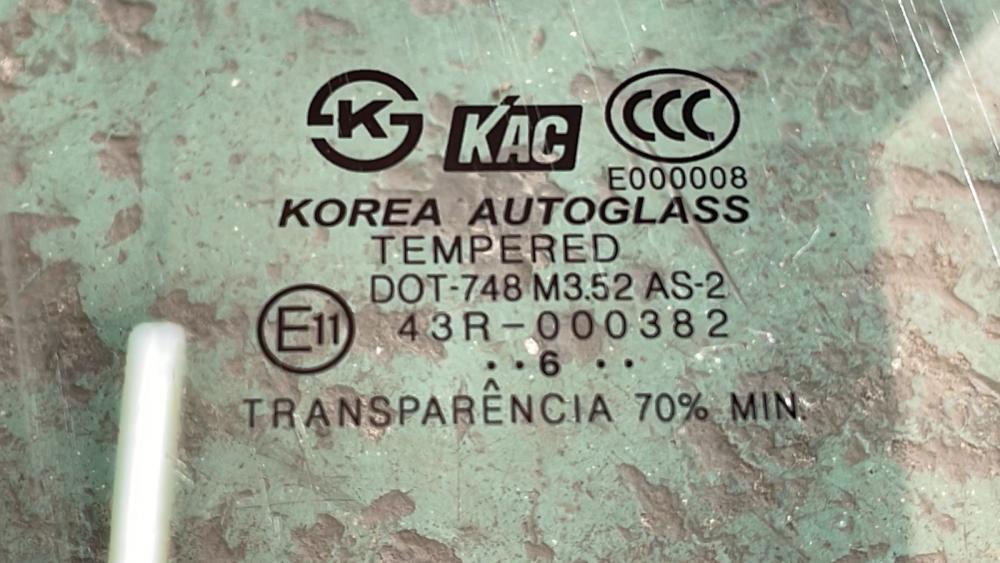 K KAC CCC
E000008
KOREA AUTOGLASS
TEMPERED
DOT-748 M3.52 AS-2
E11 43R-000382
··6 ··
TRANSPARÊNCIA 70% MIN.